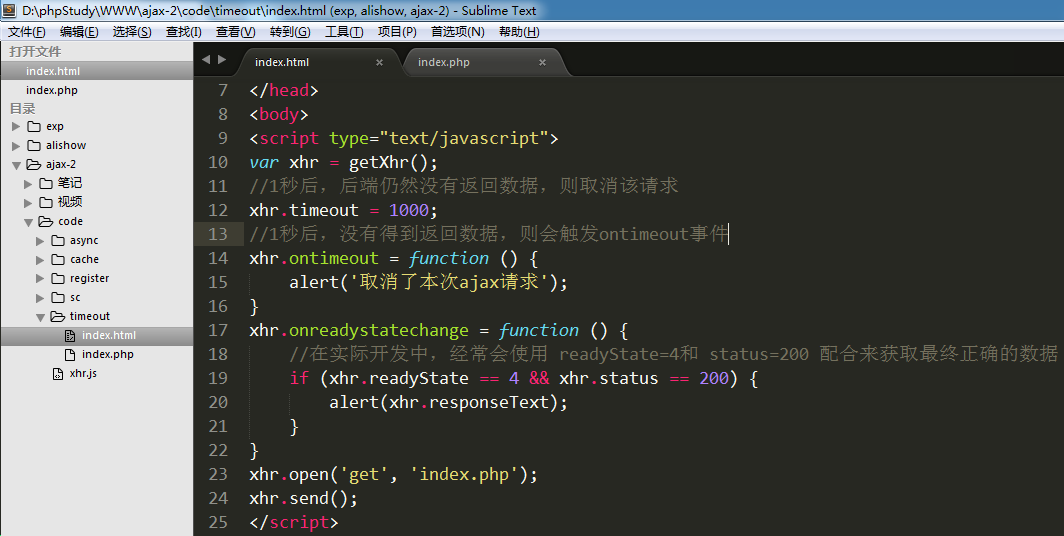 D:\phpStudy\WWW\ajax-2\code\timeout\index.html (exp, alishow, ajax-2) - Sublime Text
文件(F) 编辑(E) 选择(S) 查找(I) 查看(V) 转到(G) 工具(T) 项目(P) 首选项(N) 帮助(H)
打开文件
index.html
index.php
目录
exp
alishow
ajax-2
笔记
视频
code
async
cache
register
sc
timeout
index.html
index.php
xhr.js
index.html × index.php ×
7 </head>
8 <body>
9 <script type="text/javascript">
10 var xhr = getXhr();
11 //1秒后，后端仍然没有返回数据，则取消该请求
12 xhr.timeout = 1000;
13 //1秒后，没有得到返回数据，则会触发ontimeout事件
14 xhr.ontimeout = function () {
15 alert('取消了本次ajax请求');
16 }
17 xhr.onreadystatechange = function () {
18 //在实际开发中，经常会使用 readyState=4和 status=200 配合来获取最终正确的数据
19 if (xhr.readyState == 4 && xhr.status == 200) {
20 alert(xhr.responseText);
21 }
22 }
23 xhr.open('get', 'index.php');
24 xhr.send();
25 </script>